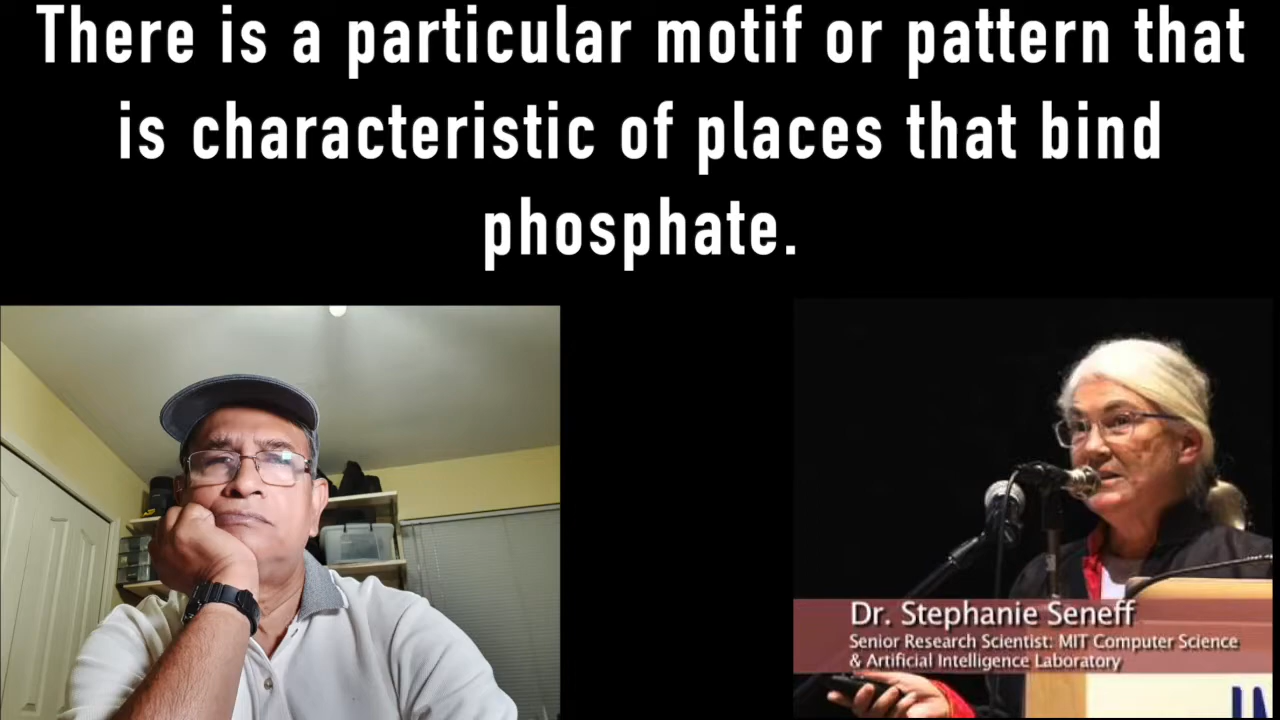 There is a particular motif or pattern that
is characteristic of places that bind
phosphate.
Dr. Stephanie Seneff
Senior Research Scientist: MIT Computer Science
& Artificial Intelligence Laboratory